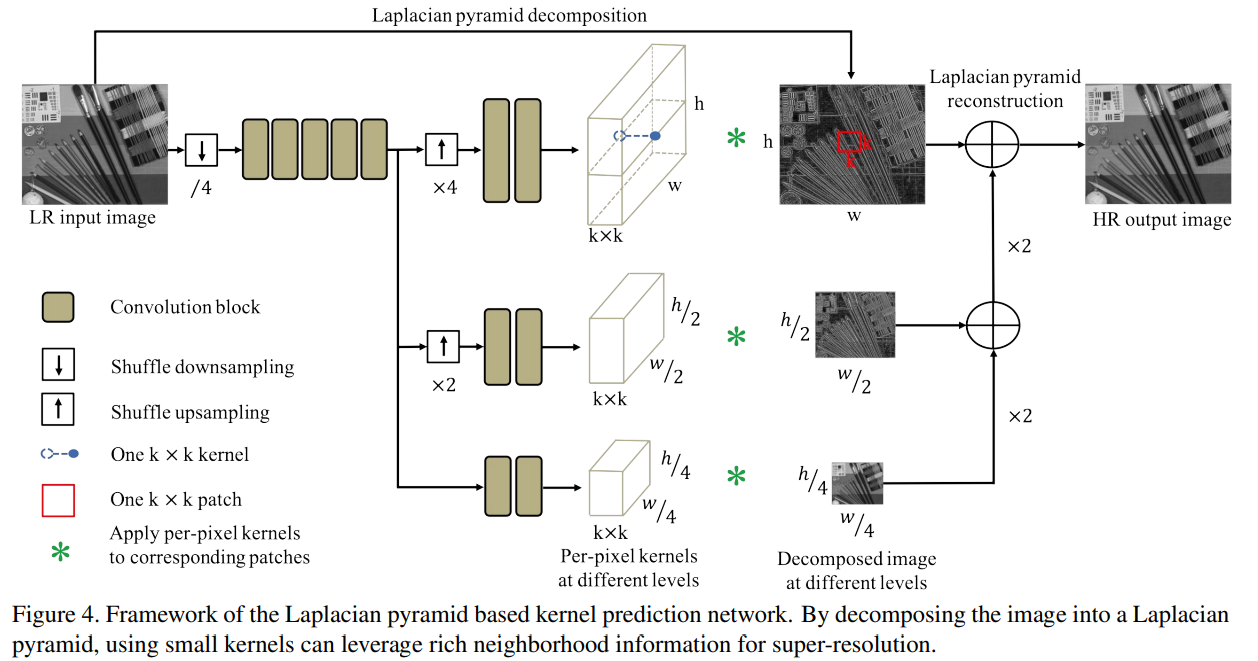 Laplacian pyramid decomposition
Laplacian pyramid
reconstruction
h
/4
×4
w
k×k
h
k
k
w
LR input image
HR output image
×2
Convolution block
Shuffle downsampling
Shuffle upsampling
One k × k kernel
One k × k patch
Apply per-pixel kernels
to corresponding patches
×2
h/2
w/2
k×k
h/2
w/2
×2
h/4
w/4
k×k
h/4
w/4
Per-pixel kernels
at different levels
Decomposed image
at different levels
Figure 4. Framework of the Laplacian pyramid based kernel prediction network. By decomposing the image into a Laplacian
pyramid, using small kernels can leverage rich neighborhood information for super-resolution.